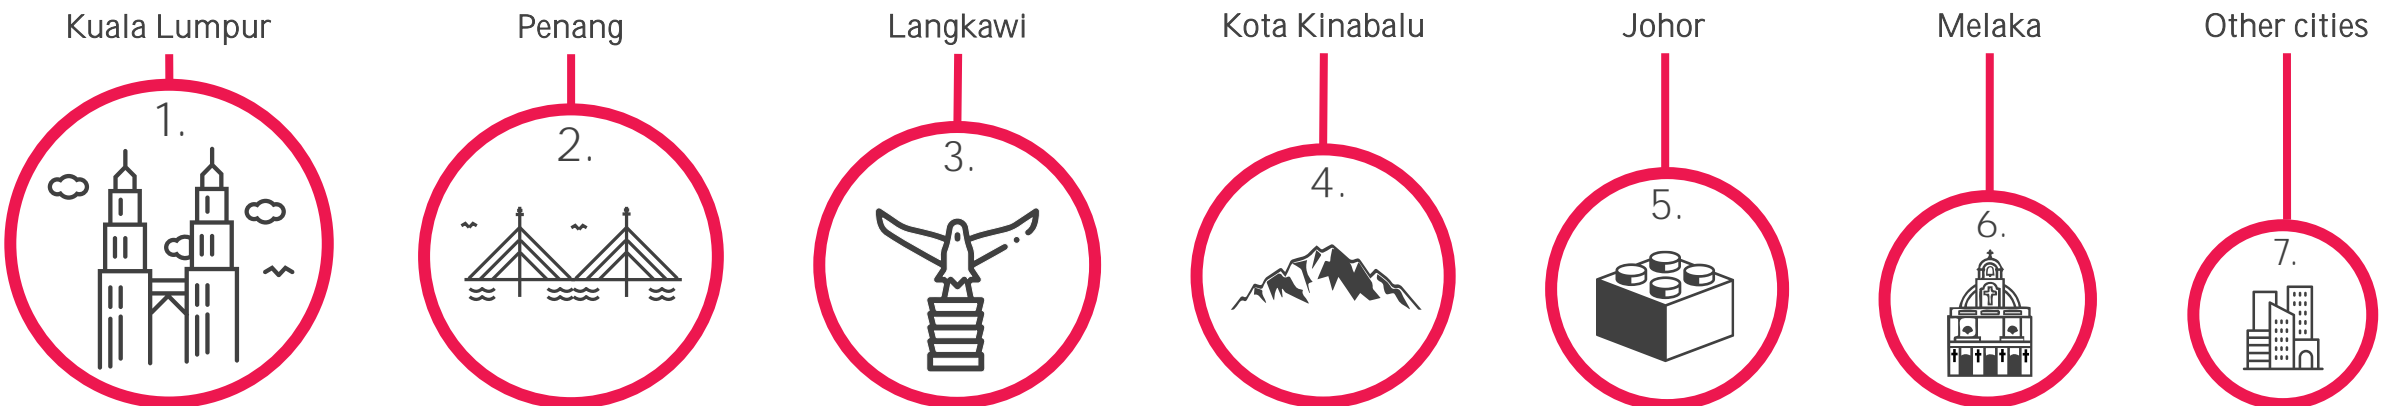 Kuala Lumpur
1.
Penang
2.
Langkawi
3.
Kota Kinabalu
4.
Johor
5.
Melaka
6.
Other cities
7.